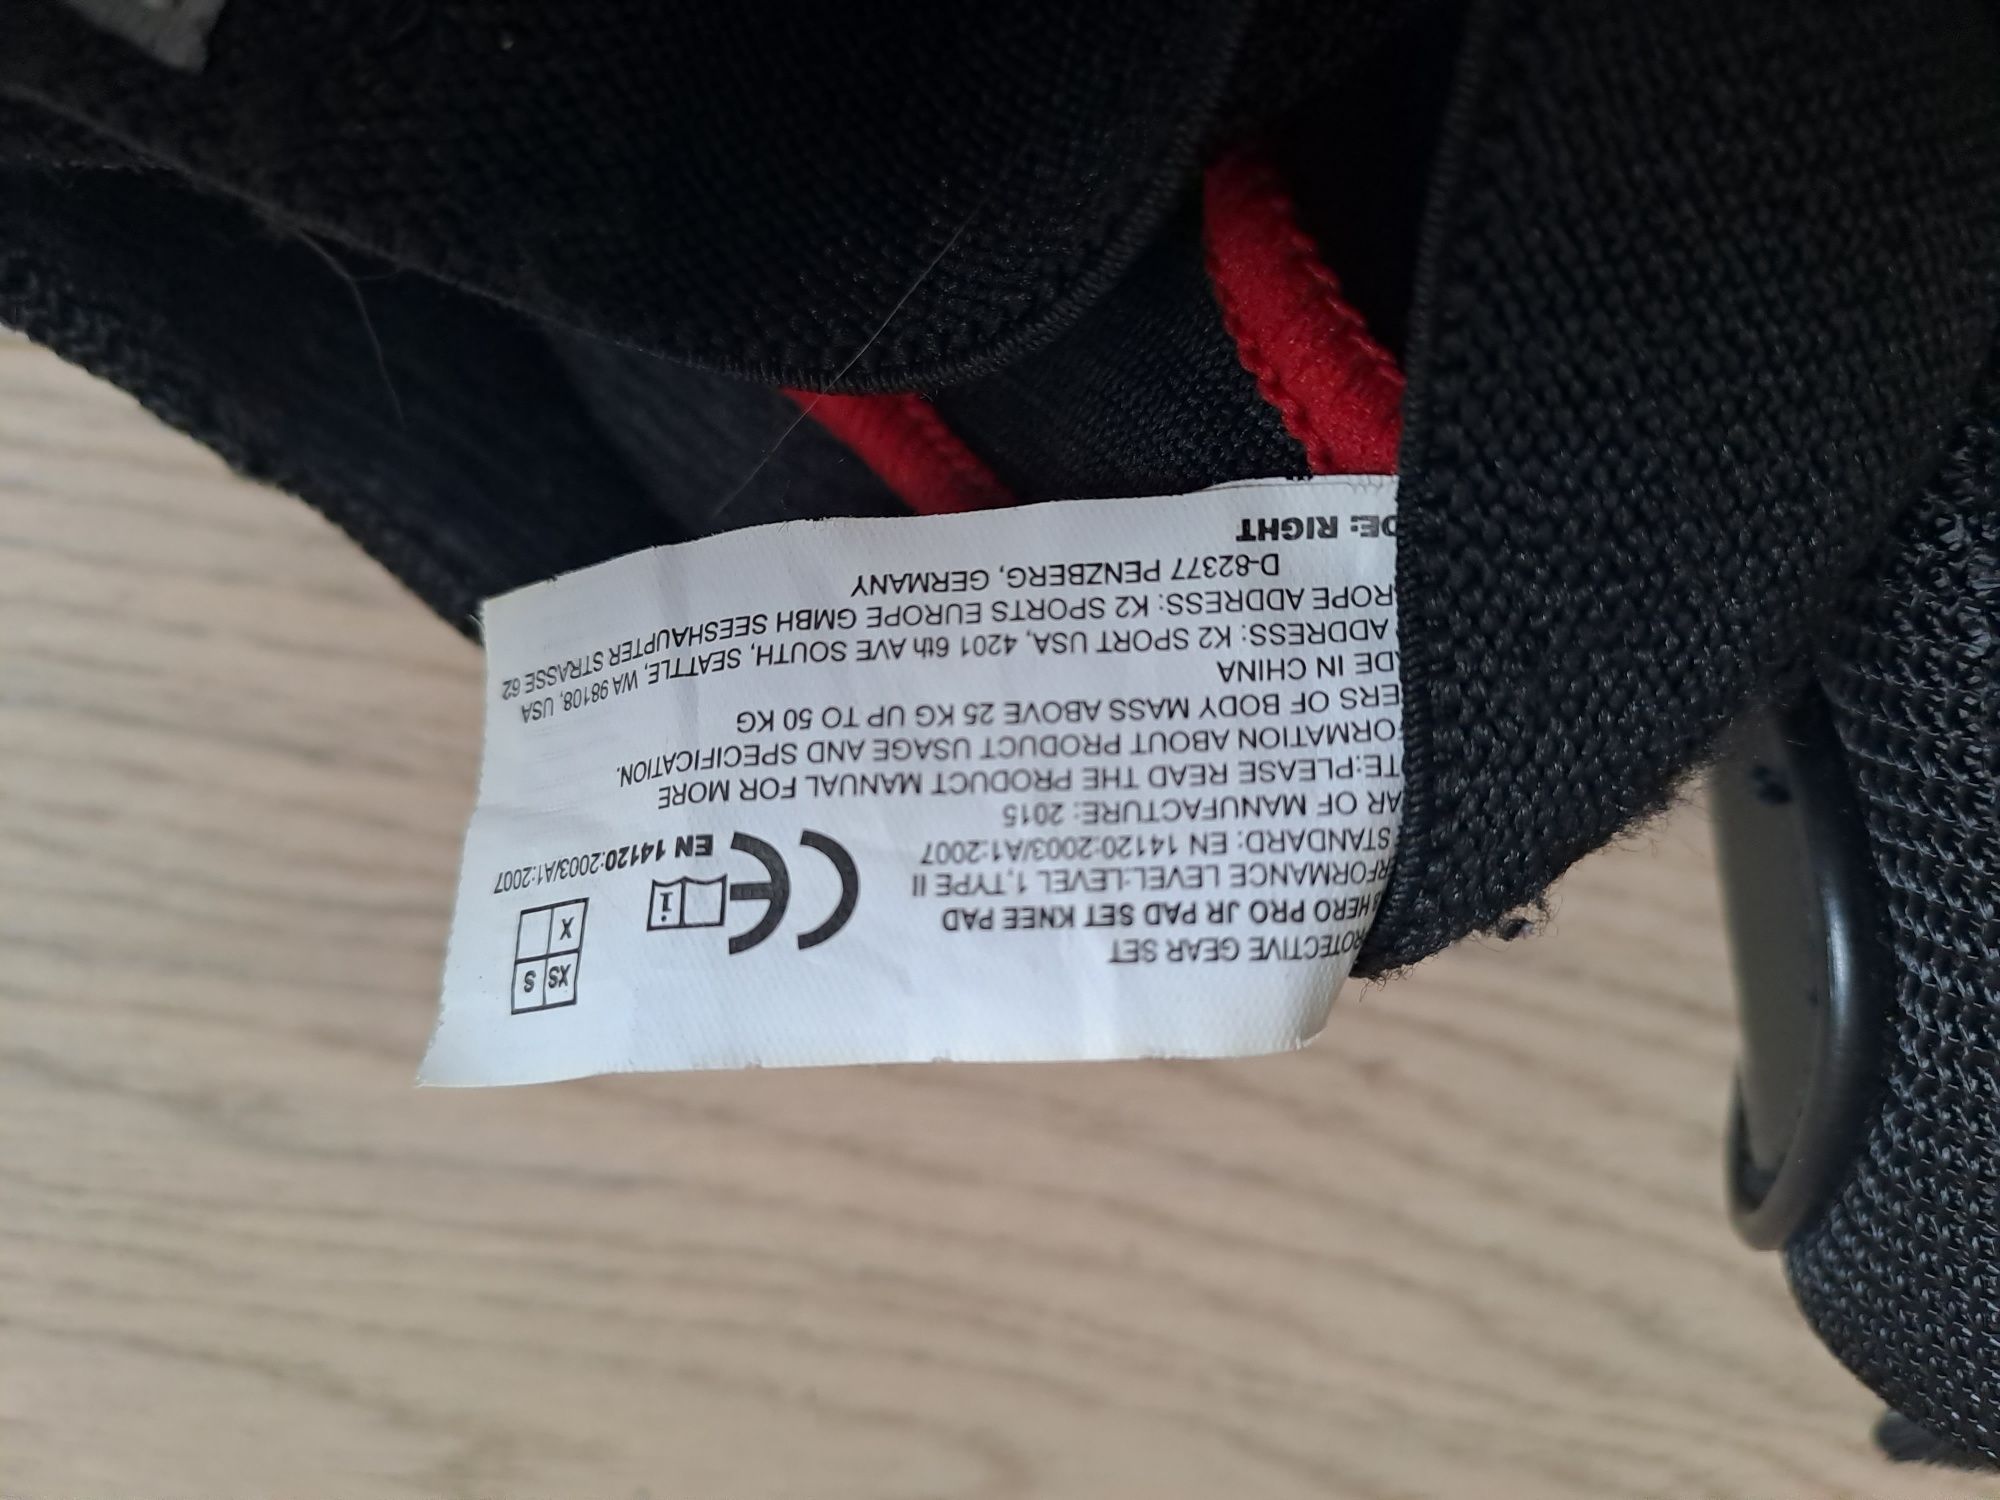 OTECTIVE GEAR SET
HERO PRO JR PAD SET KNEE PAD
RFORMANCE LEVEL:LEVEL 1,TYPE II
STANDARD: EN 14120:2003/A1:2007
AR OF MANUFACTURE: 2015
TE:PLEASE READ THE PRODUCT MANUAL FOR MORE
FORMATION ABOUT PRODUCT USAGE AND SPECIFICATION.
ERS OF BODY MASS ABOVE 25 KG UP TO 50 KG
DE IN CHINA
ADDRESS: K2 SPORT USA, 4201 6th AVE SOUTH, SEATTLE, WA 98108, USA
ROPE ADDRESS: K2 SPORTS EUROPE GMBH SEESHAUPTER STRASSE 62
D-82377 PENZBERG, GERMANY
DE: RIGHT
CE
i
EN 14120:2003/A1:2007
XS S
X